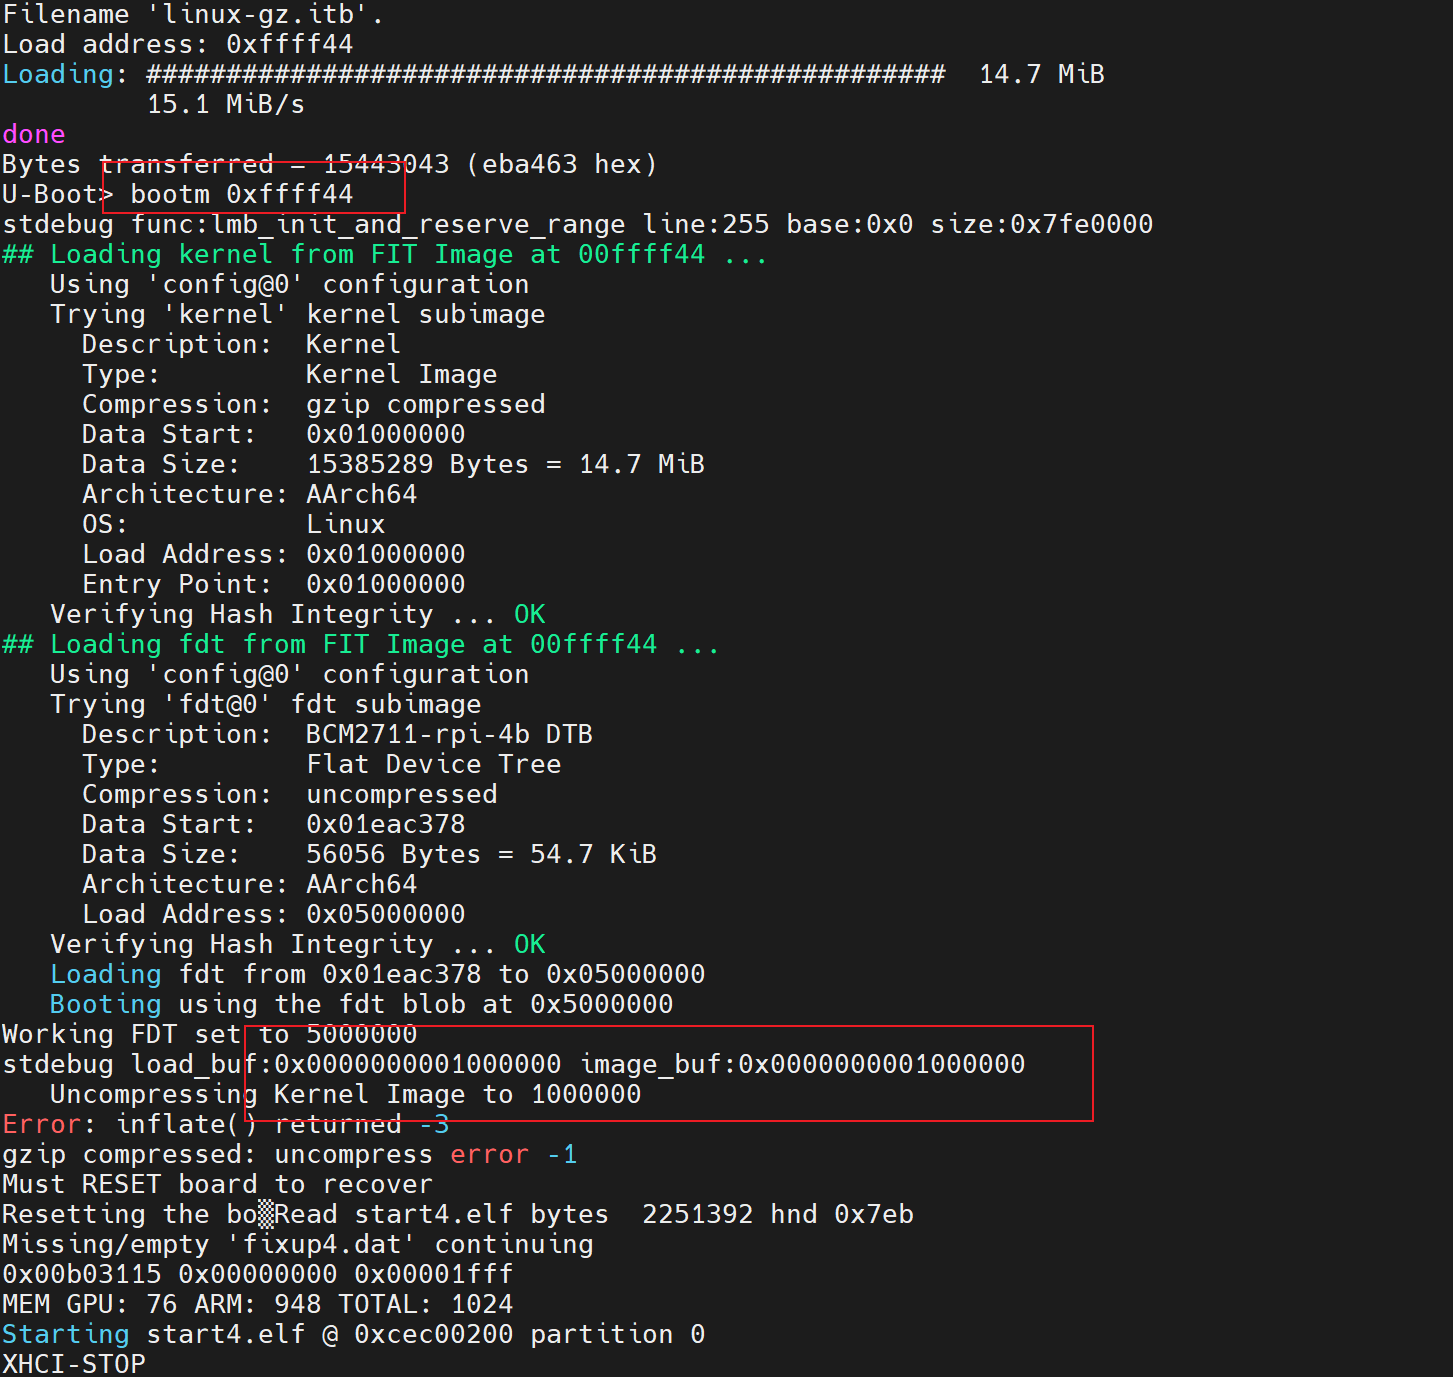 Filename 'linux-gz.itb'.
Load address: 0xffff44
Loading: ##################################################  14.7 MiB
         15.1 MiB/s
done
Bytes transferred = 15443043 (eba463 hex)
U-Boot> bootm 0xffff44
stdebug func:lmb_init_and_reserve_range line:255 base:0x0 size:0x7fe0000
## Loading kernel from FIT Image at 00ffff44 ...
   Using 'config@0' configuration
   Trying 'kernel' kernel subimage
     Description:  Kernel
     Type:         Kernel Image
     Compression:  gzip compressed
     Data Start:   0x01000000
     Data Size:    15385289 Bytes = 14.7 MiB
     Architecture: AArch64
     OS:           Linux
     Load Address: 0x01000000
     Entry Point:  0x01000000
   Verifying Hash Integrity ... OK
## Loading fdt from FIT Image at 00ffff44 ...
   Using 'config@0' configuration
   Trying 'fdt@0' fdt subimage
     Description:  BCM2711-rpi-4b DTB
     Type:         Flat Device Tree
     Compression:  uncompressed
     Data Start:   0x01eac378
     Data Size:    56056 Bytes = 54.7 KiB
     Architecture: AArch64
     Load Address: 0x05000000
   Verifying Hash Integrity ... OK
   Loading fdt from 0x01eac378 to 0x05000000
   Booting using the fdt blob at 0x5000000
Working FDT set to 5000000
stdebug load_buf:0x0000000001000000 image_buf:0x0000000001000000
   Uncompressing Kernel Image to 1000000
Error: inflate() returned -3
gzip compressed: uncompress error -1
Must RESET board to recover
Resetting the bo▒Read start4.elf bytes  2251392 hnd 0x7eb
Missing/empty 'fixup4.dat' continuing
0x00b03115 0x00000000 0x00001fff
MEM GPU: 76 ARM: 948 TOTAL: 1024
Starting start4.elf @ 0xcec00200 partition 0
XHCI-STOP